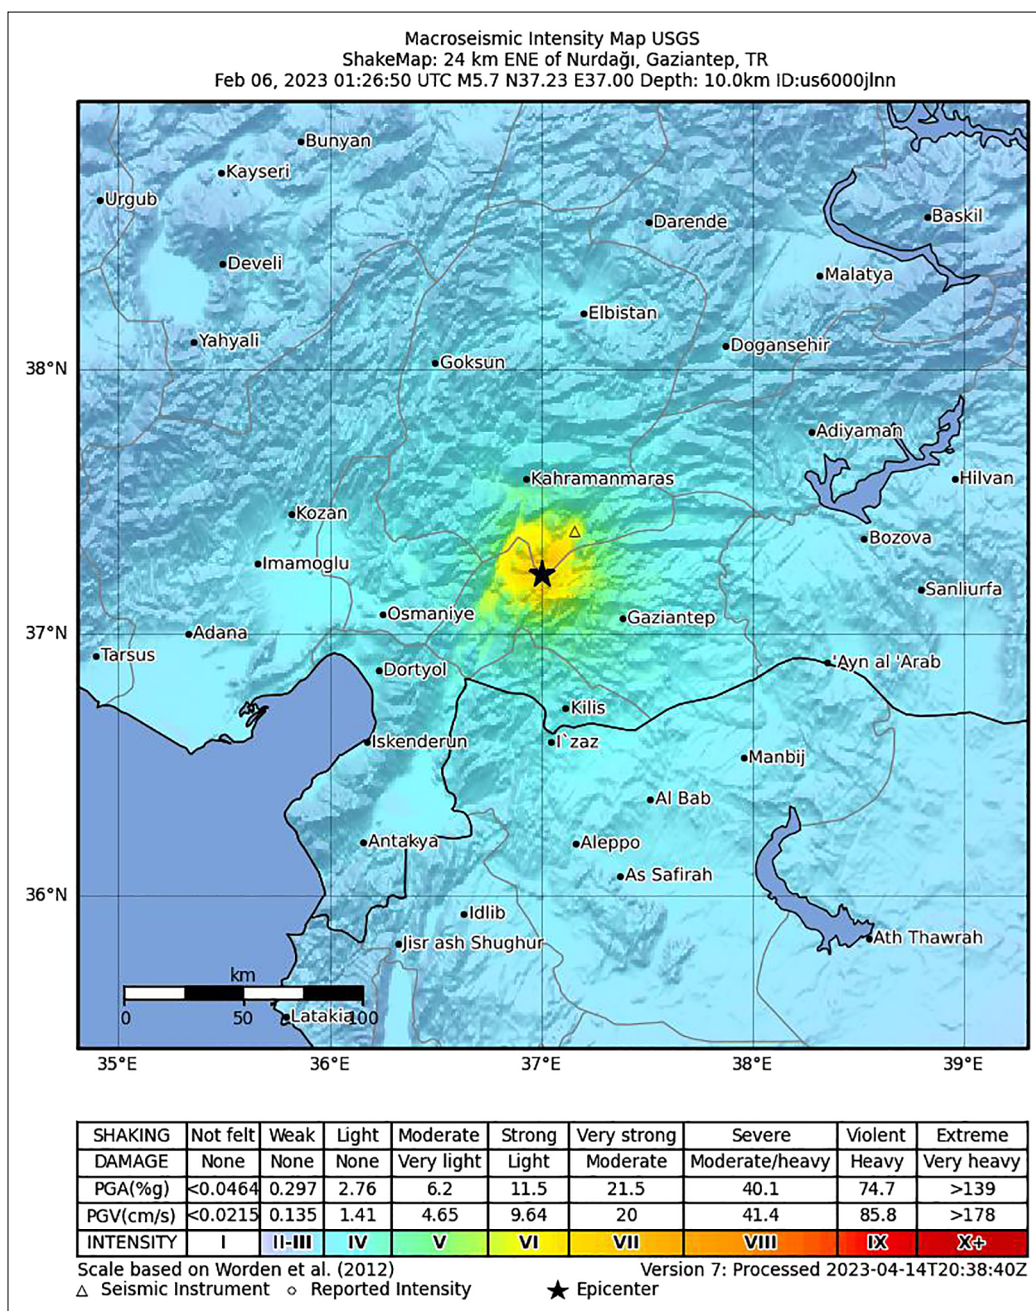 Macroseismic Intensity Map USGS
ShakeMap: 24 km ENE of Nurdağı, Gaziantep, TR
Feb 06, 2023 01:26:50 UTC M5.7 N37.23 E37.00 Depth: 10.0km ID:us6000jlnn
Bunyan
Kayseri
Urgub
Darende
Baskil
Develi
Malatya
Elbistan
Yahyali
Dogansehir
Goksun
38°N
Adiyaman
Kahramanmaras
Hilvan
Kozan
Bozova
Imamoglu
Sanliurfa
Osmaniye
Gaziantep
Adana
37°N
Tarsus
'Ayn al 'Arab
Dortyol
Kilis
Iskenderun
I`zaz
Manbij
Al Bab
Antakya
Aleppo
As Safirah
36°N
Idlib
Ath Thawrah
Jisr ash Shughur
km
0 50 100
Latakia
35°E 36°E 37°E 38°E 39°E
SHAKING Not felt Weak Light Moderate Strong Very strong Severe Violent Extreme
DAMAGE None None None Very light Light Moderate Moderate/heavy Heavy Very heavy
PGA(%g) <0.0464 0.297 2.76 6.2 11.5 21.5 40.1 74.7 >139
PGV(cm/s) <0.0215 0.135 1.41 4.65 9.64 20 41.4 85.8 >178
INTENSITY I II-III IV V VI VII VIII IX X+
Scale based on Worden et al. (2012) Version 7: Processed 2023-04-14T20:38:40Z
△ Seismic Instrument ○ Reported Intensity ★ Epicenter